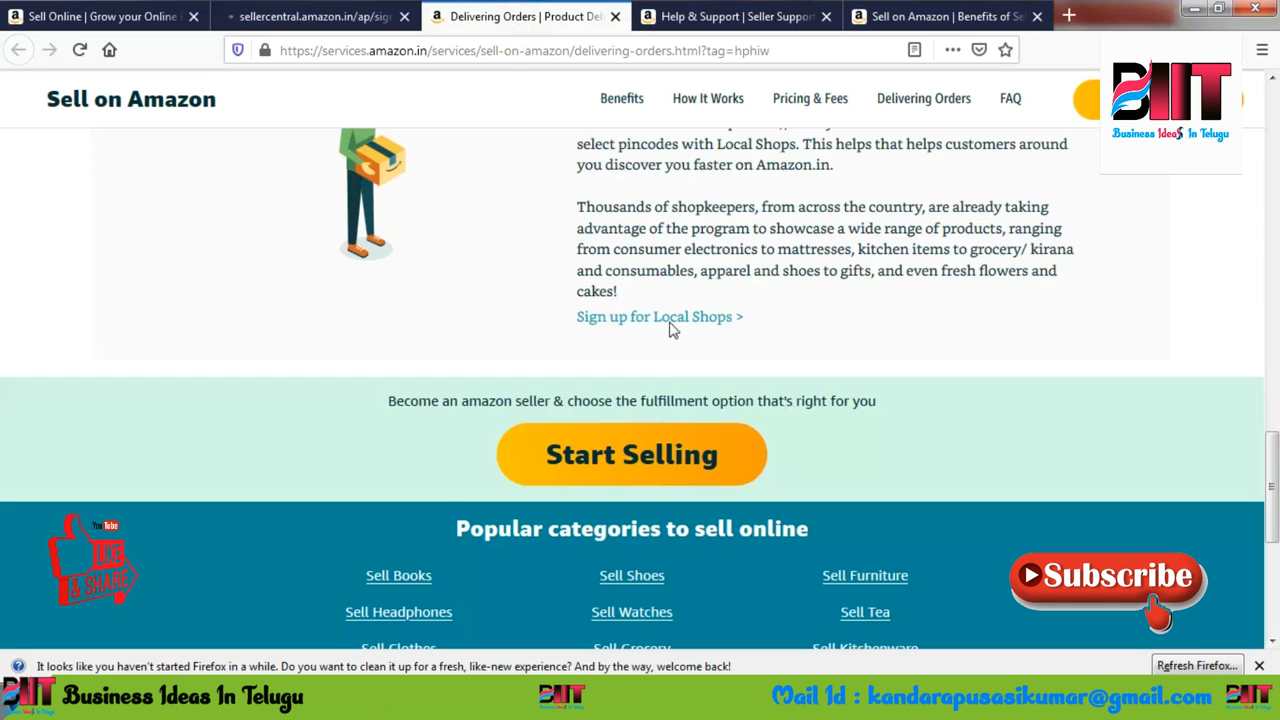 Sell Online | Grow your Online
sellercentral.amazon.in/ap/sig
Delivering Orders | Product Del
Help & Support | Seller Support
Sell on Amazon | Benefits of Se
https://services.amazon.in/services/sell-on-amazon/delivering-orders.html?tag=hphiw
Sell on Amazon
Benefits
How It Works
Pricing & Fees
Delivering Orders
FAQ
BIIT
Business Ideas In Telugu
select pincodes with Local Shops. This helps that helps customers around
you discover you faster on Amazon.in.
Thousands of shopkeepers, from across the country, are already taking
advantage of the program to showcase a wide range of products, ranging
from consumer electronics to mattresses, kitchen items to grocery/ kirana
and consumables, apparel and shoes to gifts, and even fresh flowers and
cakes!
Sign up for Local Shops >
Become an amazon seller & choose the fulfillment option that's right for you
Start Selling
Popular categories to sell online
Sell Books
Sell Shoes
Sell Furniture
Sell Headphones
Sell Watches
Sell Tea
Sell Clothes
Sell Grocery
Sell Kitchenware
You Tube
LIKE
& SHARE
Subscribe
It looks like you haven't started Firefox in a while. Do you want to clean it up for a fresh, like-new experience? And by the way, welcome back!
Refresh Firefox...
BIIT
Business Ideas In Telugu
BIIT
Mail Id : kandarapusasikumar@gmail.com
BIIT